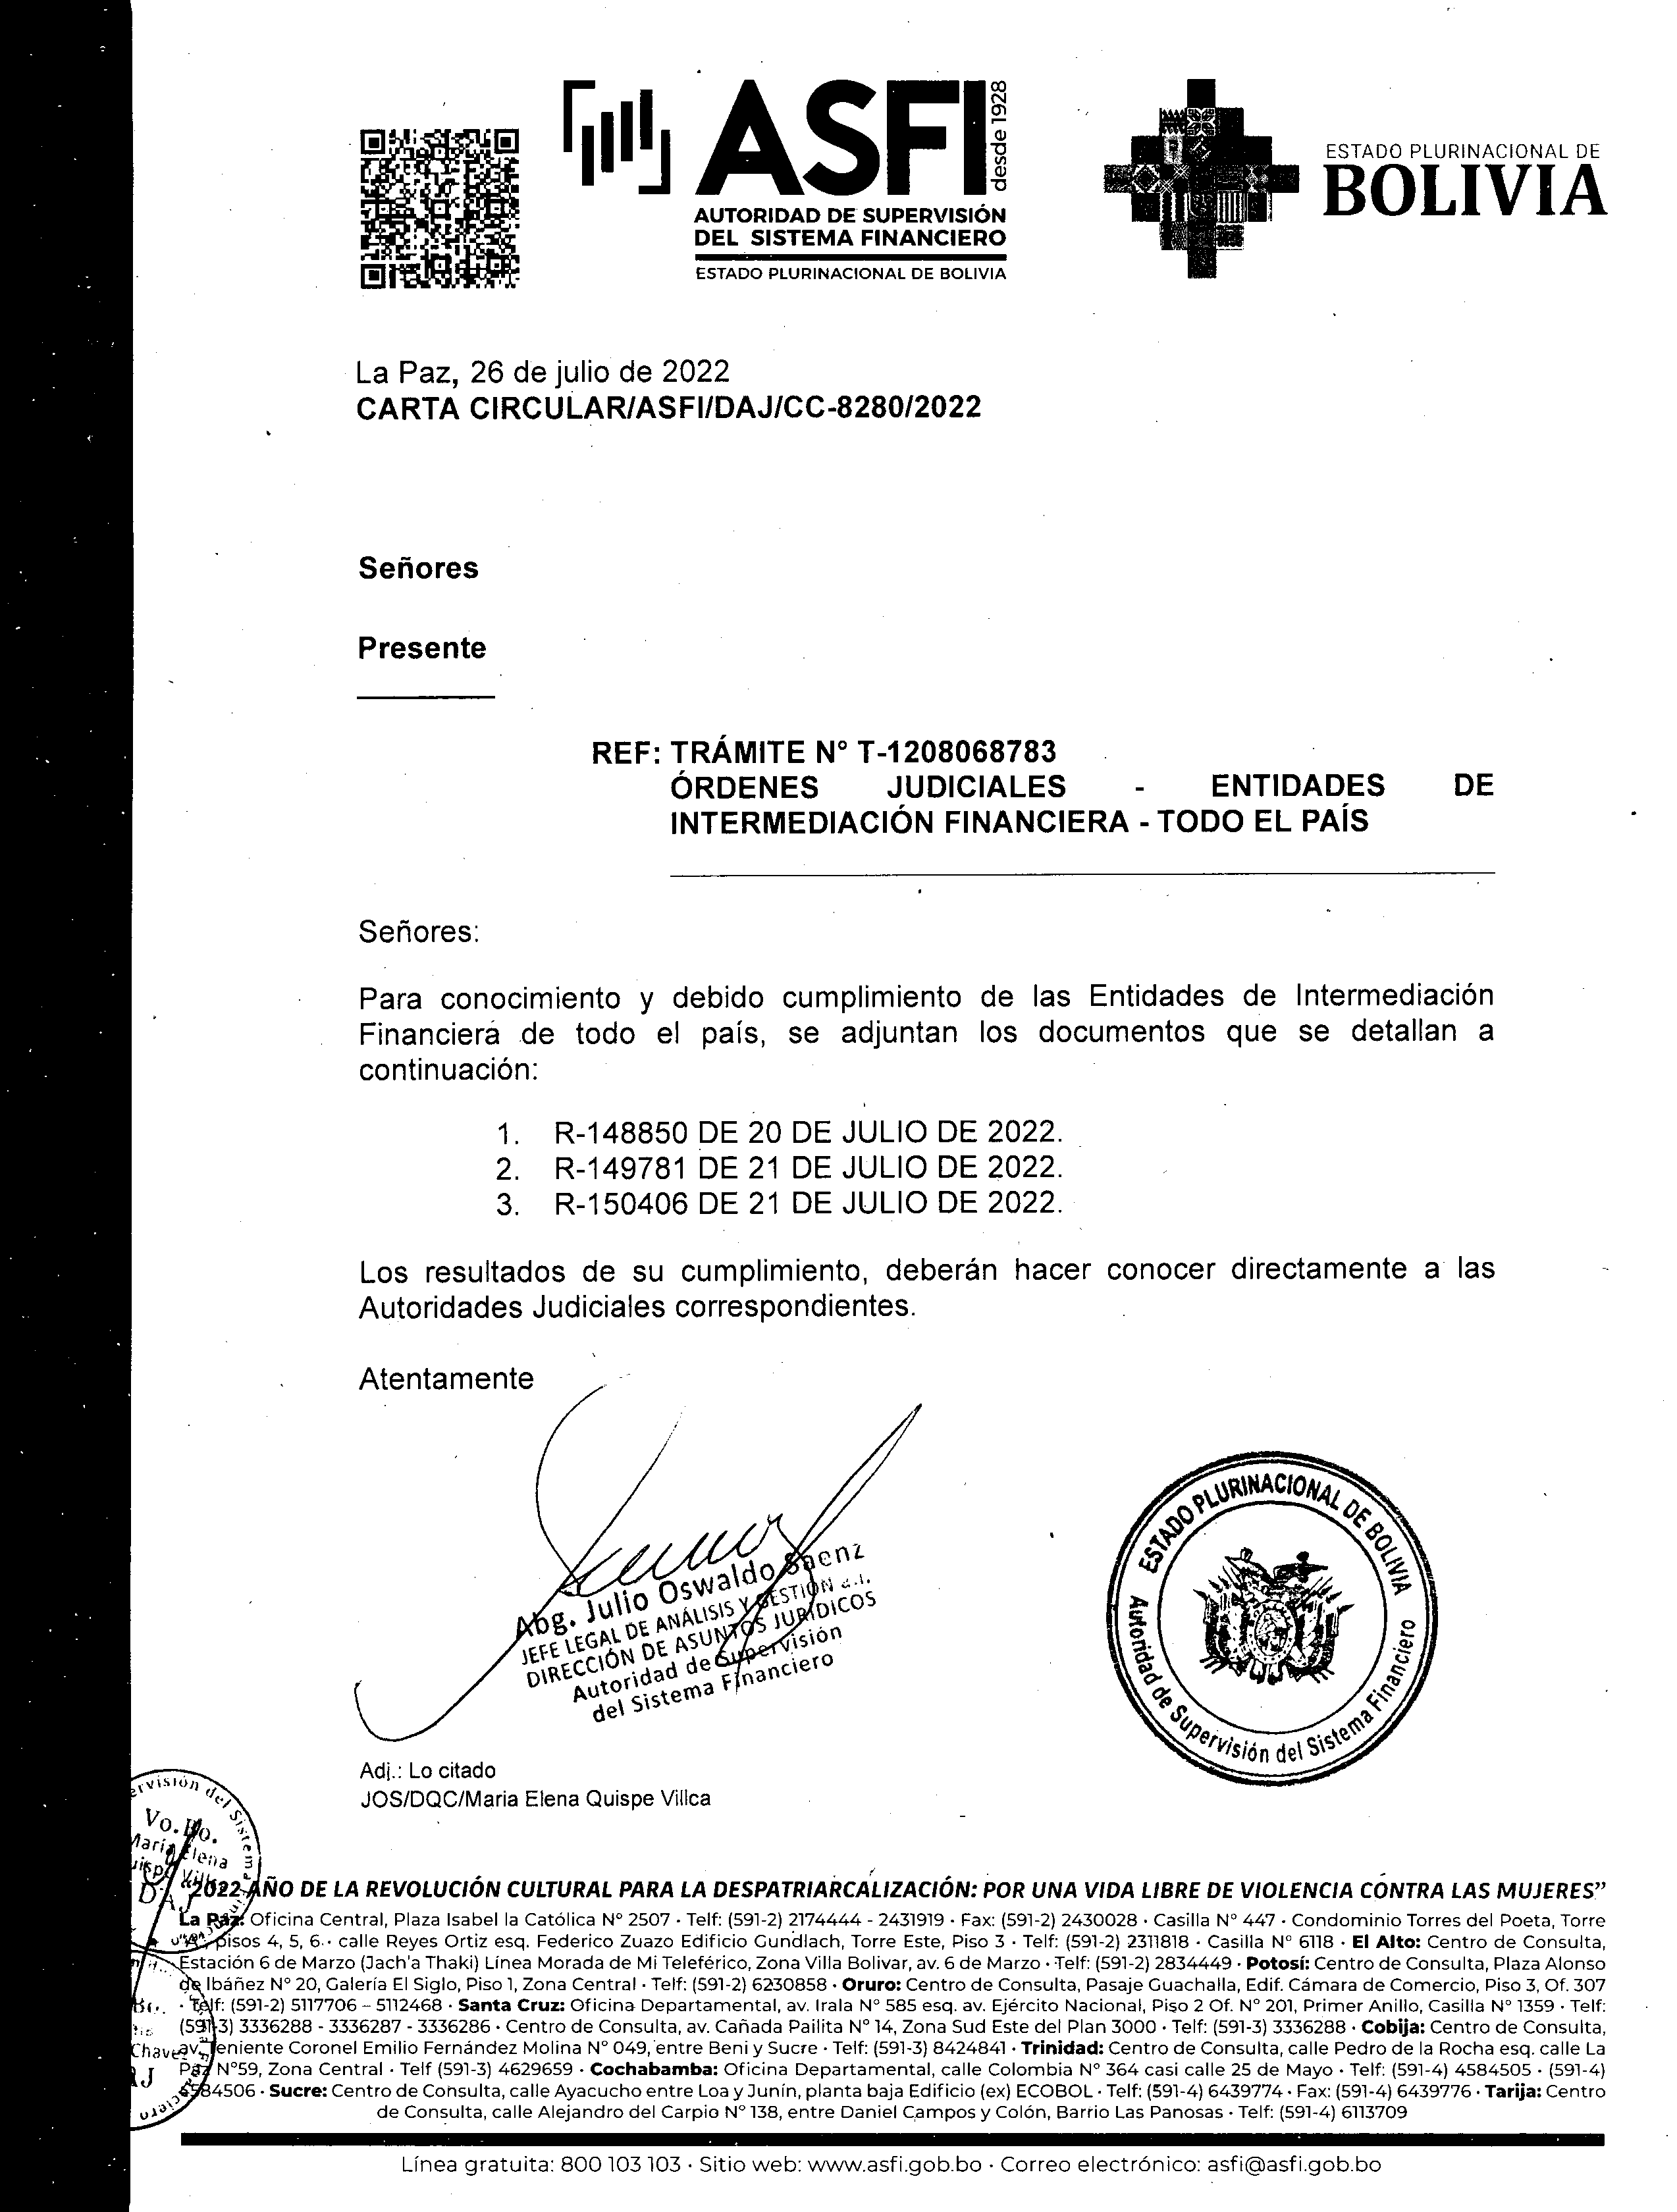 ASFI
desde 1928
AUTORIDAD DE SUPERVISIÓN
DEL SISTEMA FINANCIERO
ESTADO PLURINACIONAL DE BOLIVIA
ESTADO PLURINACIONAL DE
BOLIVIA
La Paz, 26 de julio de 2022
CARTA CIRCULAR/ASFI/DAJ/CC-8280/2022
Señores
Presente
REF: TRÁMITE N° T-1208068783
ÓRDENES JUDICIALES - ENTIDADES DE
INTERMEDIACIÓN FINANCIERA - TODO EL PAÍS
Señores:
Para conocimiento y debido cumplimiento de las Entidades de Intermediación
Financiera de todo el país, se adjuntan los documentos que se detallan a
continuación:
1. R-148850 DE 20 DE JULIO DE 2022.
2. R-149781 DE 21 DE JULIO DE 2022.
3. R-150406 DE 21 DE JULIO DE 2022.
Los resultados de su cumplimiento, deberán hacer conocer directamente a las
Autoridades Judiciales correspondientes.
Atentamente
Abg. Julio Oswaldo Saenz
JEFE LEGAL DE ANÁLISIS Y GESTIÓN a.i.
DIRECCIÓN DE ASUNTOS JURÍDICOS
Autoridad de Supervisión
del Sistema Financiero
ESTADO PLURINACIONAL DE BOLIVIA
Autoridad de Supervisión del Sistema Financiero
Adj.: Lo citado
JOS/DQC/Maria Elena Quispe Villca
Vo.Bo.
"2022 AÑO DE LA REVOLUCIÓN CULTURAL PARA LA DESPATRIARCALIZACIÓN: POR UNA VIDA LIBRE DE VIOLENCIA CONTRA LAS MUJERES"
La Paz: Oficina Central, Plaza Isabel la Católica N° 2507 · Telf: (591-2) 2174444 - 2431919 · Fax: (591-2) 2430028 · Casilla N° 447 · Condominio Torres del Poeta, Torre
pisos 4, 5, 6 · calle Reyes Ortiz esq. Federico Zuazo Edificio Gundlach, Torre Este, Piso 3 · Telf: (591-2) 2311818 · Casilla N° 6118 · El Alto: Centro de Consulta,
Estación 6 de Marzo (Jach'a Thaki) Línea Morada de Mi Teleférico, Zona Villa Bolivar, av. 6 de Marzo · Telf: (591-2) 2834449 · Potosí: Centro de Consulta, Plaza Alonso
de Ibáñez N° 20, Galería El Siglo, Piso 1, Zona Central · Telf: (591-2) 6230858 · Oruro: Centro de Consulta, Pasaje Guachalla, Edif. Cámara de Comercio, Piso 3, Of. 307
· Telf: (591-2) 5117706 – 5112468 · Santa Cruz: Oficina Departamental, av. Irala N° 585 esq. av. Ejército Nacional, Piso 2 Of. N° 201, Primer Anillo, Casilla N° 1359 · Telf:
(591-3) 3336288 - 3336287 - 3336286 · Centro de Consulta, av. Cañada Pailita N° 14, Zona Sud Este del Plan 3000 · Telf: (591-3) 3336288 · Cobija: Centro de Consulta,
av. Teniente Coronel Emilio Fernández Molina N° 049, entre Beni y Sucre · Telf: (591-3) 8424841 · Trinidad: Centro de Consulta, calle Pedro de la Rocha esq. calle La
Paz N°59, Zona Central · Telf (591-3) 4629659 · Cochabamba: Oficina Departamental, calle Colombia N° 364 casi calle 25 de Mayo · Telf: (591-4) 4584505 · (591-4)
4584506 · Sucre: Centro de Consulta, calle Ayacucho entre Loa y Junín, planta baja Edificio (ex) ECOBOL · Telf: (591-4) 6439774 · Fax: (591-4) 6439776 · Tarija: Centro
de Consulta, calle Alejandro del Carpio N° 138, entre Daniel Campos y Colón, Barrio Las Panosas · Telf: (591-4) 6113709
Línea gratuita: 800 103 103 · Sitio web: www.asfi.gob.bo · Correo electrónico: asfi@asfi.gob.bo